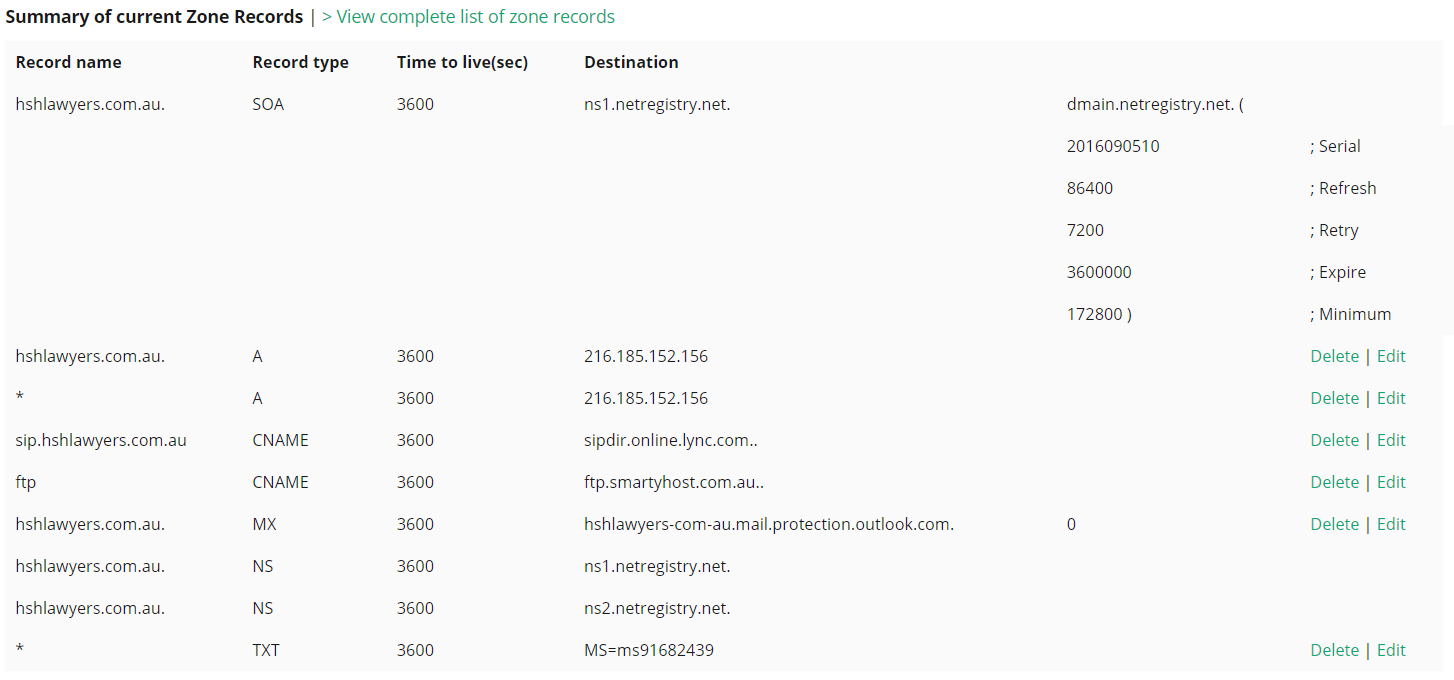 Summary of current Zone Records | > View complete list of zone records
Record name Record type Time to live(sec) Destination
hshlawyers.com.au. SOA 3600 ns1.netregistry.net. dmain.netregistry.net. (
2016090510 ; Serial
86400 ; Refresh
7200 ; Retry
3600000 ; Expire
172800 ) ; Minimum
hshlawyers.com.au. A 3600 216.185.152.156 Delete | Edit
* A 3600 216.185.152.156 Delete | Edit
sip.hshlawyers.com.au CNAME 3600 sipdir.online.lync.com.. Delete | Edit
ftp CNAME 3600 ftp.smartyhost.com.au.. Delete | Edit
hshlawyers.com.au. MX 3600 hshlawyers-com-au.mail.protection.outlook.com. 0 Delete | Edit
hshlawyers.com.au. NS 3600 ns1.netregistry.net.
hshlawyers.com.au. NS 3600 ns2.netregistry.net.
* TXT 3600 MS=ms91682439 Delete | Edit